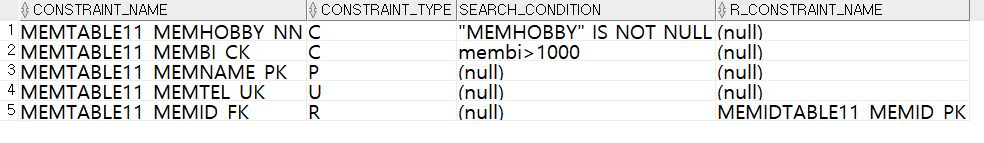 CONSTRAINT_NAME CONSTRAINT_TYPE SEARCH_CONDITION R_CONSTRAINT_NAME
1 MEMTABLE11_MEMHOBBY_NN C "MEMHOBBY" IS NOT NULL (null)
2 MEMTABLE11_MEMBI_CK C membi>1000 (null)
3 MEMTABLE11_MEMNAME_PK P (null) (null)
4 MEMTABLE11_MEMTEL_UK U (null) (null)
5 MEMTABLE11_MEMID_FK R (null) MEMIDTABLE11_MEMID_PK